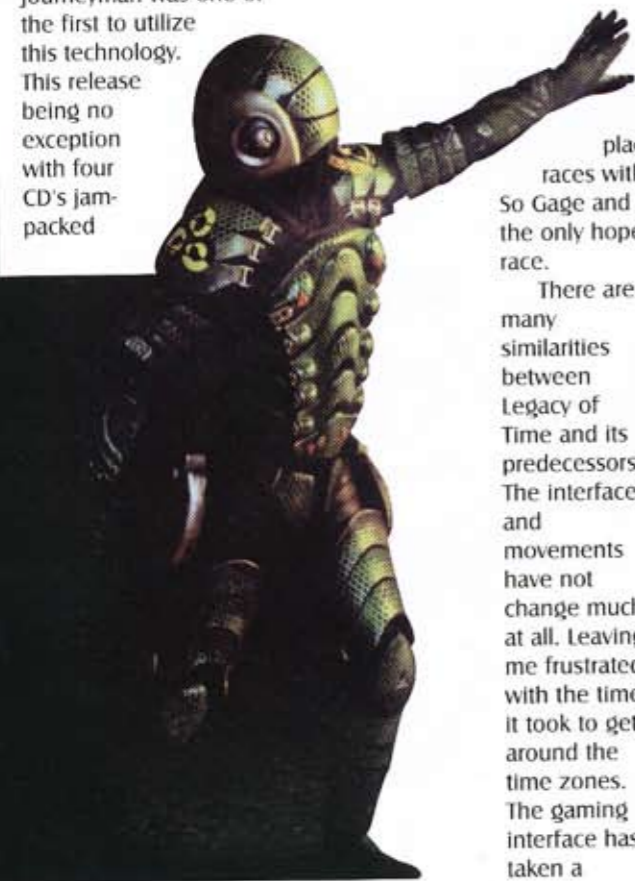 the first to utilize
this technology.
This release
being no
exception
with four
CD's jam-
packed
plac
races with
So Gage and
the only hope
race.
There are
many
similarities
between
Legacy of
Time and its
predecessors
The interface
and
movements
have not
change much
at all. Leaving
me frustrated
with the time
it took to get
around the
time zones.
The gaming
interface has
taken a